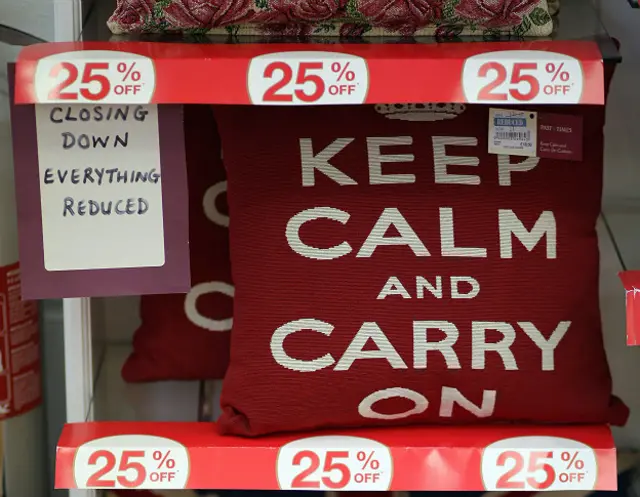 25% OFF 25% OFF 25% OFF
CLOSING
DOWN
EVERYTHING
REDUCED
KEEP
CALM
AND
CARRY
ON
25% OFF 25% OFF 25% OFF